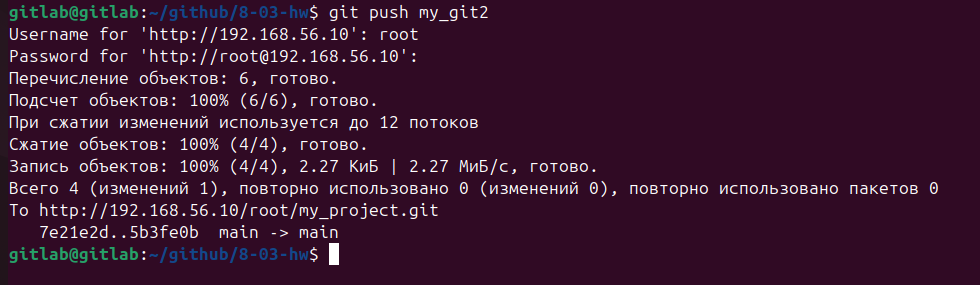 gitlab@gitlab:~/github/8-03-hw$ git push my_git2
Username for 'http://192.168.56.10': root
Password for 'http://root@192.168.56.10':
Перечисление объектов: 6, готово.
Подсчет объектов: 100% (6/6), готово.
При сжатии изменений используется до 12 потоков
Сжатие объектов: 100% (4/4), готово.
Запись объектов: 100% (4/4), 2.27 КиБ | 2.27 МиБ/с, готово.
Всего 4 (изменений 1), повторно использовано 0 (изменений 0), повторно использовано пакетов 0
To http://192.168.56.10/root/my_project.git
   7e21e2d..5b3fe0b  main -> main
gitlab@gitlab:~/github/8-03-hw$